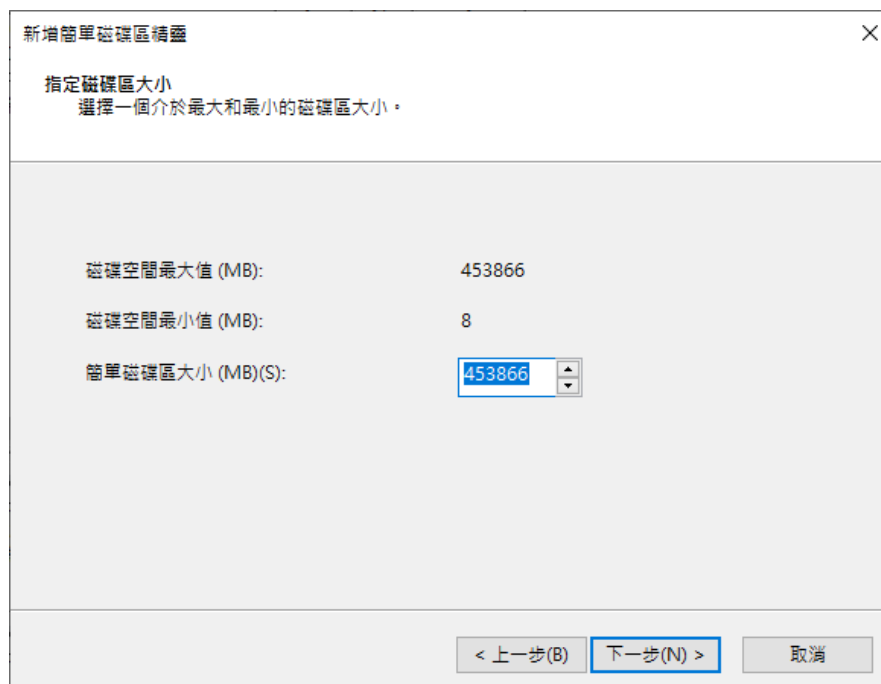 新增簡單磁碟區精靈
指定磁碟區大小
選擇一個介於最大和最小的磁碟區大小。
磁碟空間最大值 (MB): 453866
磁碟空間最小值 (MB): 8
簡單磁碟區大小 (MB)(S): 453866
< 上一步(B) 下一步(N) > 取消